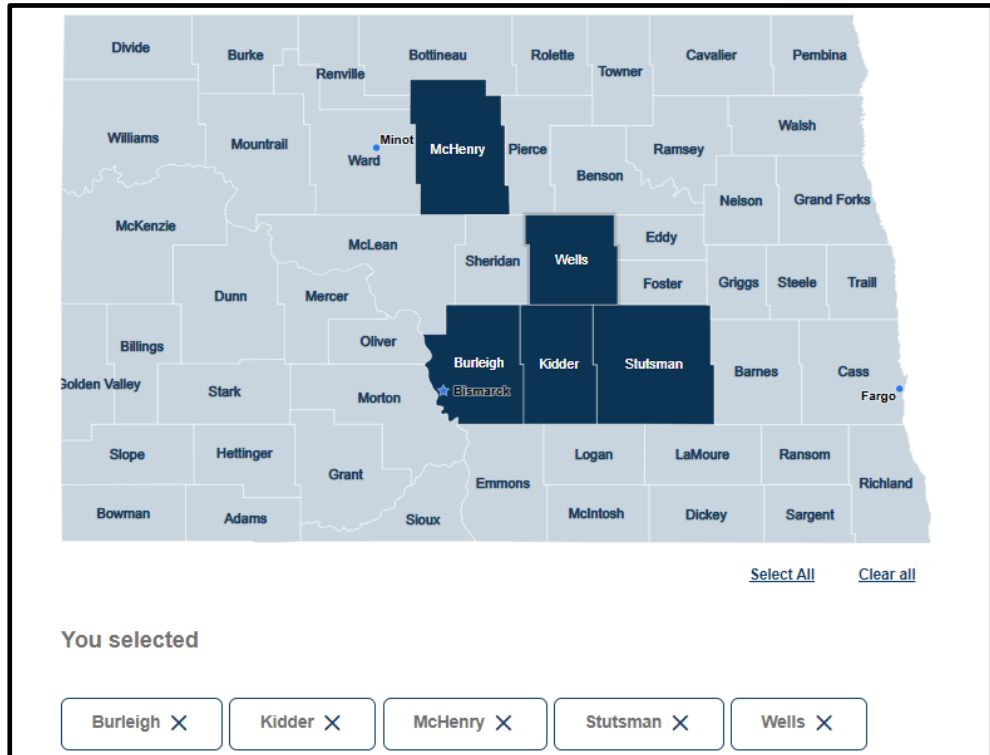 Divide
Burke
Renville
Bottineau
Rolette
Towner
Cavalier
Pembina
Williams
Mountrail
Ward
Minot
McHenry
Pierce
Benson
Ramsey
Walsh
Nelson
Grand Forks
McKenzie
McLean
Sheridan
Wells
Eddy
Foster
Griggs
Steele
Traill
Dunn
Mercer
Oliver
Billings
Golden Valley
Stark
Morton
Burleigh
Bismarck
Kidder
Stutsman
Barnes
Cass
Fargo
Slope
Hettinger
Grant
Emmons
Logan
LaMoure
Ransom
Richland
Bowman
Adams
Sioux
McIntosh
Dickey
Sargent
Select All Clear all
You selected
Burleigh X Kidder X McHenry X Stutsman X Wells X